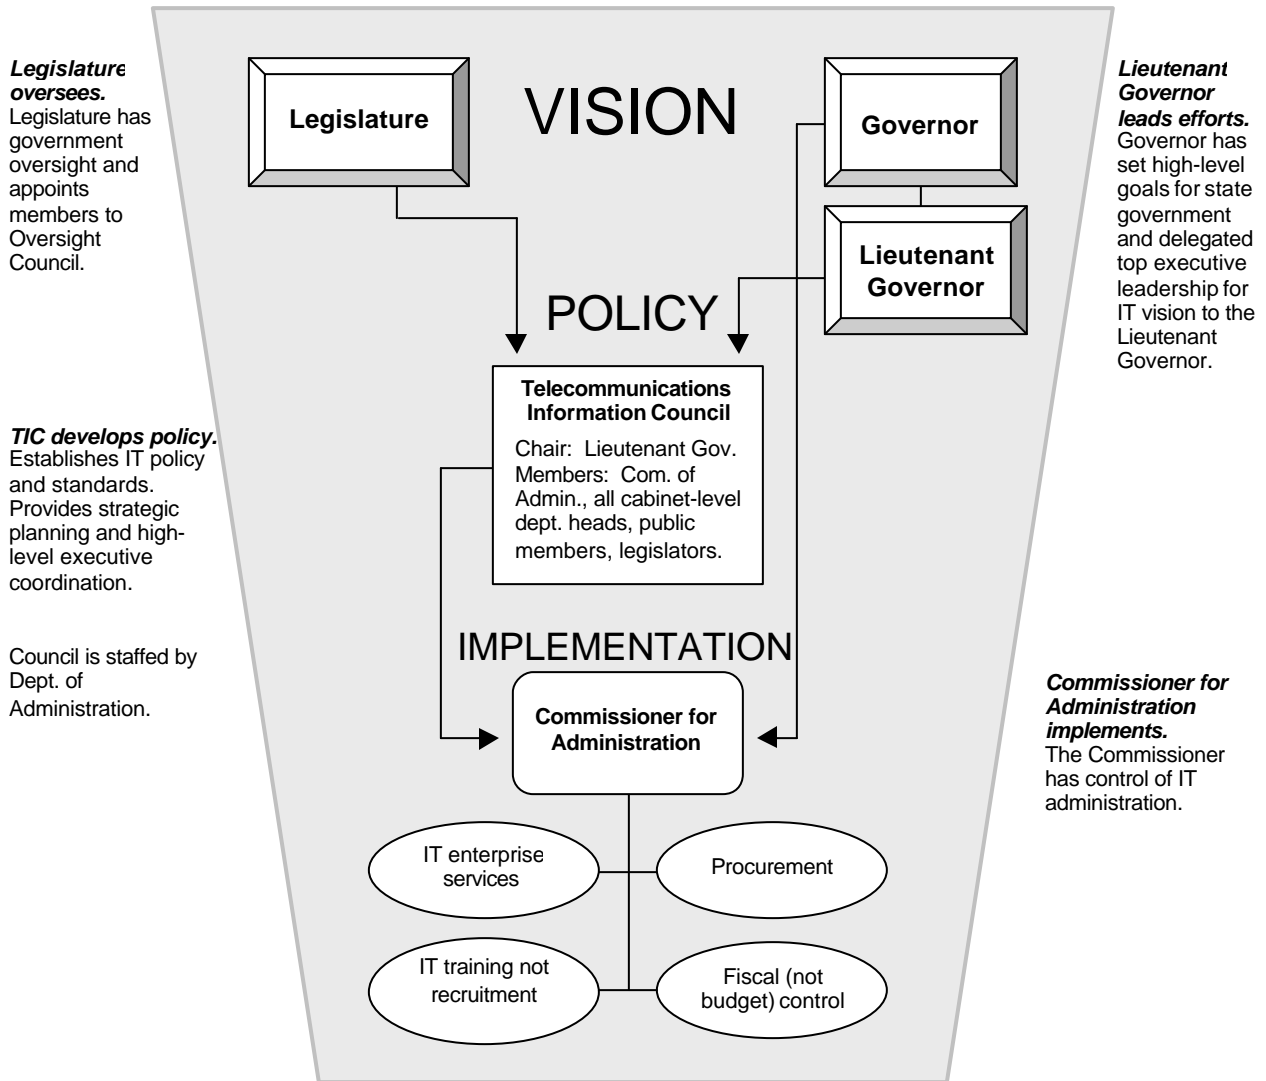 Legislature
oversees.
Legislature has
government
oversight and
appoints
members to
Oversight
Council.
TIC develops policy.
Establishes IT policy
and standards.
Provides strategic
planning and high-
level executive
coordination.
Council is staffed by
Dept. of
Administration.
VISION
Legislature
Governor
Lieutenant
Governor
POLICY
Telecommunications
Information Council
Chair: Lieutenant Gov.
Members: Com. of
Admin., all cabinet-level
dept. heads, public
members, legislators.
IMPLEMENTATION
Commissioner for
Administration
IT enterprise
services
Procurement
IT training not
recruitment
Fiscal (not
budget) control
Lieutenant
Governor
leads efforts.
Governor has
set high-level
goals for state
government
and delegated
top executive
leadership for
IT vision to the
Lieutenant
Governor.
Commissioner for
Administration
implements.
The Commissioner
has control of IT
administration.